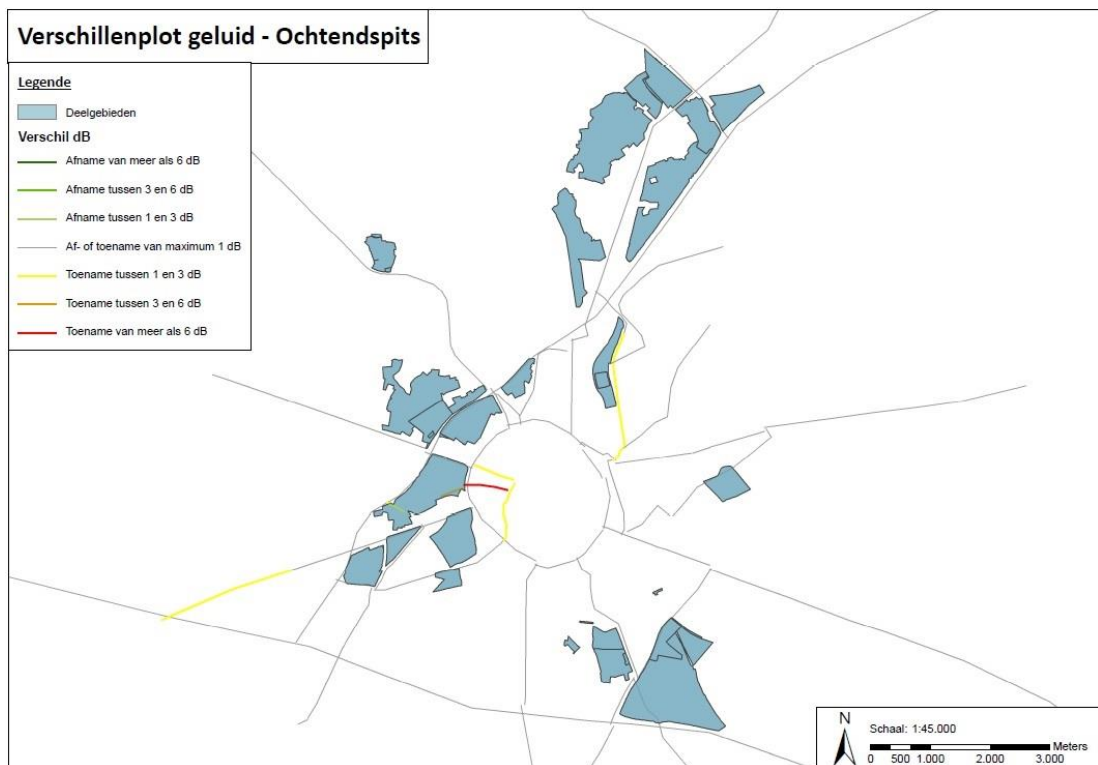 Verschillenplot geluid - Ochtendspits
Legende
Deelgebieden
Verschil dB
Afname van meer als 6 dB
Afname tussen 3 en 6 dB
Afname tussen 1 en 3 dB
Af- of toename van maximum 1 dB
Toename tussen 1 en 3 dB
Toename tussen 3 en 6 dB
Toename van meer als 6 dB
N
Schaal: 1:45.000
Meters
0 500 1.000 2.000 3.000